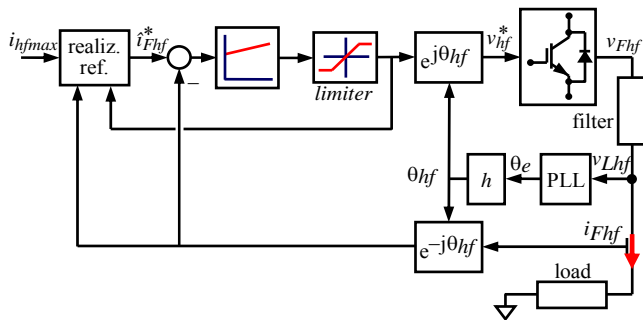 i_hfmax
realiz. ref.
î*_Fhf
−
limiter
e^jθhf
v*_hf
v_Fhf
filter
θ_hf
h
θ_e
PLL
v_Lhf
e^−jθhf
i_Fhf
load